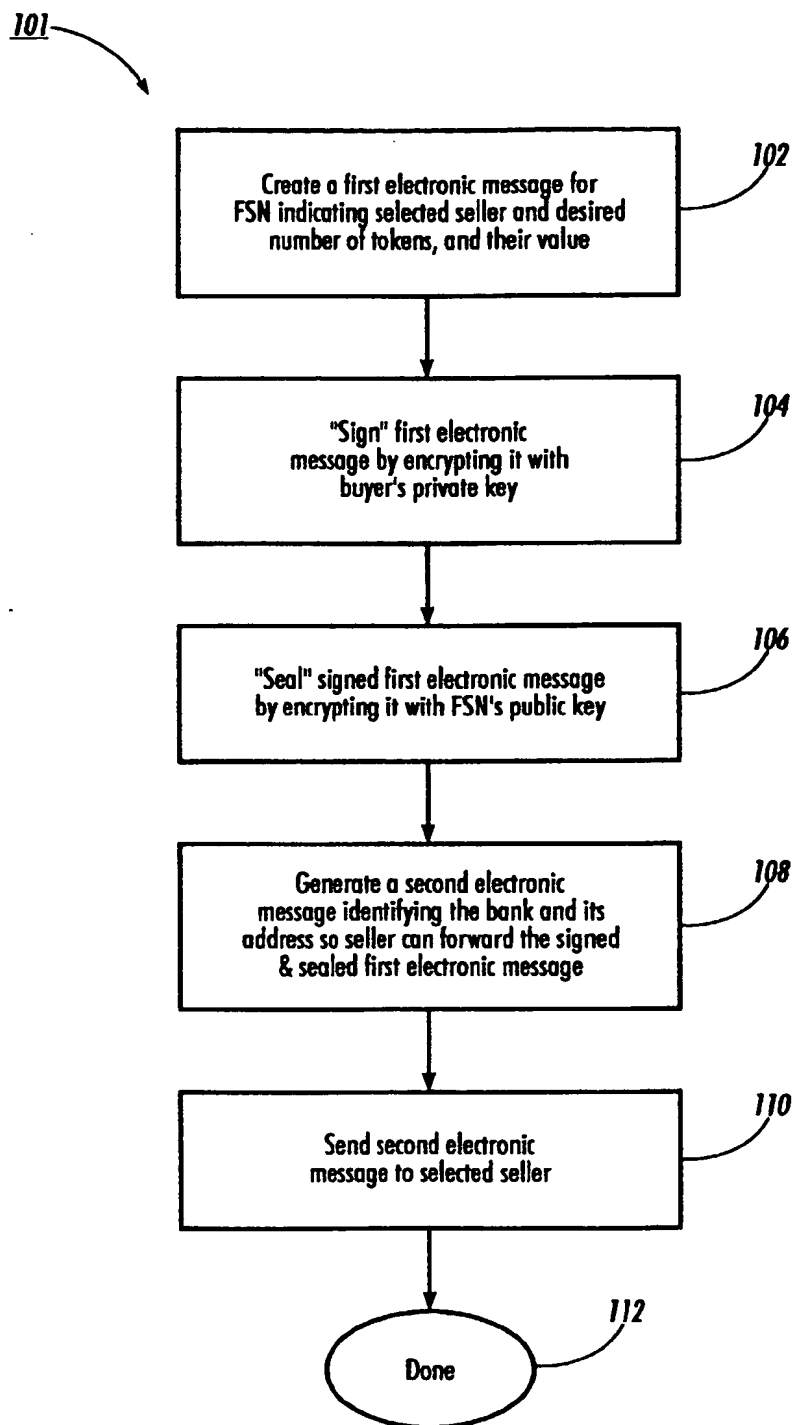 101
102
Create a first electronic message for
FSN indicating selected seller and desired
number of tokens, and their value
104
"Sign" first electronic
message by encrypting it with
buyer's private key
106
"Seal" signed first electronic message
by encrypting it with FSN's public key
108
Generate a second electronic
message identifying the bank and its
address so seller can forward the signed
& sealed first electronic message
110
Send second electronic
message to selected seller
112
Done